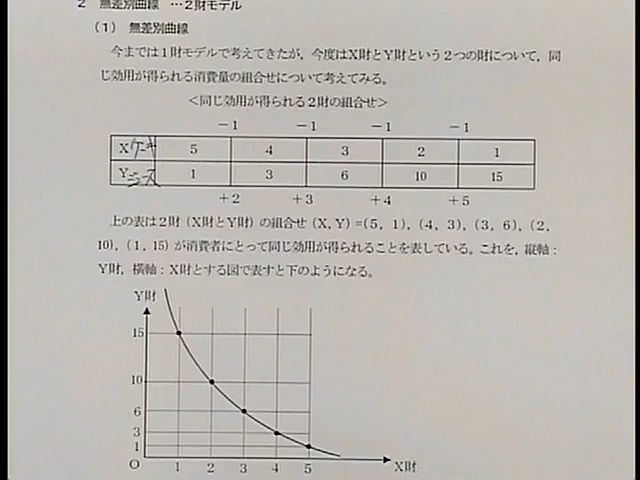 2 無差別曲線 …2財モデル
(1) 無差別曲線
今までは1財モデルで考えてきたが,今度はX財とY財という2つの財について,同
じ効用が得られる消費量の組合せについて考えてみる。
<同じ効用が得られる2財の組合せ>
-1 -1 -1 -1
X ケーキ 5 4 3 2 1
Y ジュース 1 3 6 10 15
+2 +3 +4 +5
上の表は2財(X財とY財)の組合せ(X, Y)=(5, 1),(4, 3),(3, 6),(2,
10),(1, 15)が消費者にとって同じ効用が得られることを表している。これを,縦軸:
Y財,横軸:X財とする図で表すと下のようになる。
Y財
15
10
6
3
1
O 1 2 3 4 5 X財